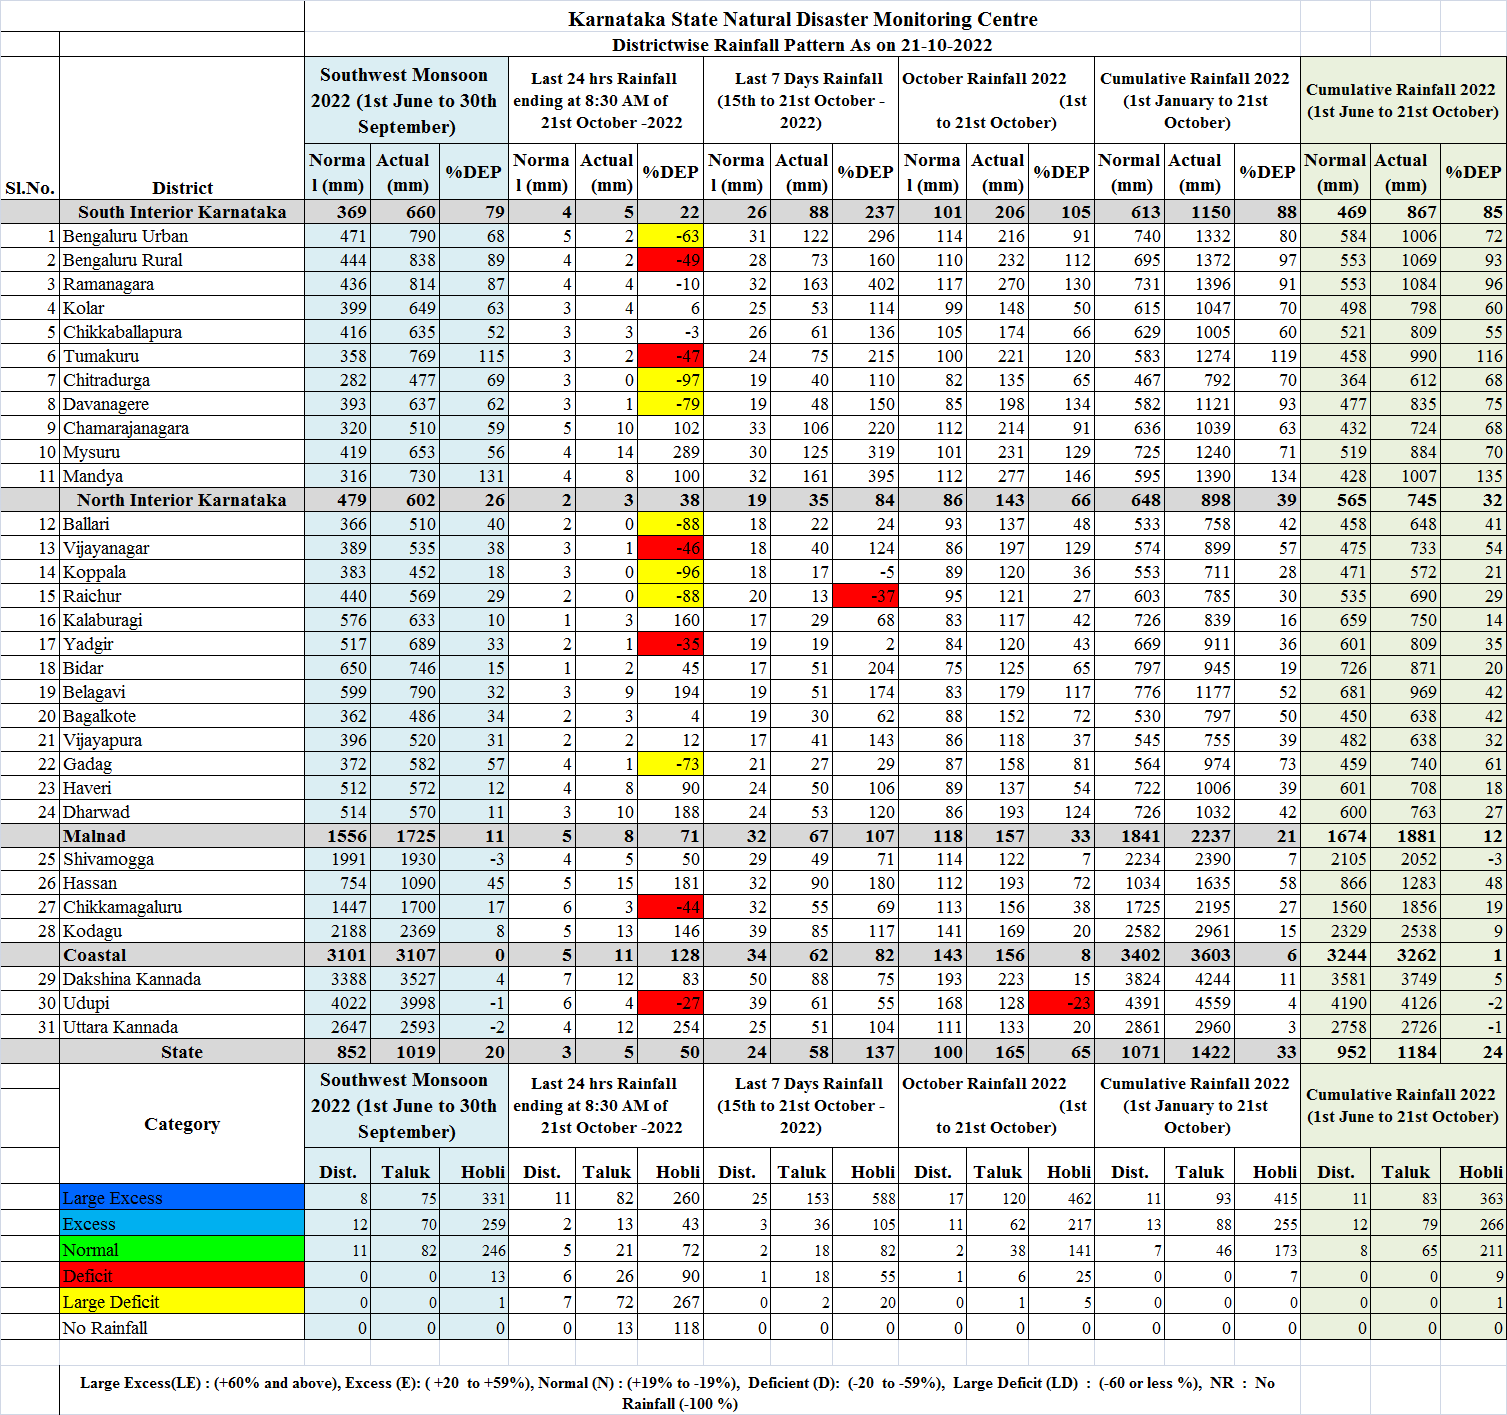 Karnataka State Natural Disaster Monitoring Centre
Districtwise Rainfall Pattern As on 21-10-2022
Sl.No. District Southwest Monsoon 2022 (1st June to 30th September) Last 24 hrs Rainfall ending at 8:30 AM of 21st October -2022 Last 7 Days Rainfall (15th to 21st October - 2022) October Rainfall 2022 (1st to 21st October) Cumulative Rainfall 2022 (1st January to 21st October) Cumulative Rainfall 2022 (1st June to 21st October)
Norma l (mm) Actual (mm) %DEP Norma l (mm) Actual (mm) %DEP Norma l (mm) Actual (mm) %DEP Norma l (mm) Actual (mm) %DEP Normal (mm) Actual (mm) %DEP Normal (mm) Actual (mm) %DEP
South Interior Karnataka 369 660 79 4 5 22 26 88 237 101 206 105 613 1150 88 469 867 85
1 Bengaluru Urban 471 790 68 5 2 -63 31 122 296 114 216 91 740 1332 80 584 1006 72
2 Bengaluru Rural 444 838 89 4 2 -49 28 73 160 110 232 112 695 1372 97 553 1069 93
3 Ramanagara 436 814 87 4 4 -10 32 163 402 117 270 130 731 1396 91 553 1084 96
4 Kolar 399 649 63 3 4 6 25 53 114 99 148 50 615 1047 70 498 798 60
5 Chikkaballapura 416 635 52 3 3 -3 26 61 136 105 174 66 629 1005 60 521 809 55
6 Tumakuru 358 769 115 3 2 -47 24 75 215 100 221 120 583 1274 119 458 990 116
7 Chitradurga 282 477 69 3 0 -97 19 40 110 82 135 65 467 792 70 364 612 68
8 Davanagere 393 637 62 3 1 -79 19 48 150 85 198 134 582 1121 93 477 835 75
9 Chamarajanagara 320 510 59 5 10 102 33 106 220 112 214 91 636 1039 63 432 724 68
10 Mysuru 419 653 56 4 14 289 30 125 319 101 231 129 725 1240 71 519 884 70
11 Mandya 316 730 131 4 8 100 32 161 395 112 277 146 595 1390 134 428 1007 135
North Interior Karnataka 479 602 26 2 3 38 19 35 84 86 143 66 648 898 39 565 745 32
12 Ballari 366 510 40 2 0 -88 18 22 24 93 137 48 533 758 42 458 648 41
13 Vijayanagar 389 535 38 3 1 -46 18 40 124 86 197 129 574 899 57 475 733 54
14 Koppala 383 452 18 3 0 -96 18 17 -5 89 120 36 553 711 28 471 572 21
15 Raichur 440 569 29 2 0 -88 20 13 -37 95 121 27 603 785 30 535 690 29
16 Kalaburagi 576 633 10 1 3 160 17 29 68 83 117 42 726 839 16 659 750 14
17 Yadgir 517 689 33 2 1 -35 19 19 2 84 120 43 669 911 36 601 809 35
18 Bidar 650 746 15 1 2 45 17 51 204 75 125 65 797 945 19 726 871 20
19 Belagavi 599 790 32 3 9 194 19 51 174 83 179 117 776 1177 52 681 969 42
20 Bagalkote 362 486 34 2 3 4 19 30 62 88 152 72 530 797 50 450 638 42
21 Vijayapura 396 520 31 2 2 12 17 41 143 86 118 37 545 755 39 482 638 32
22 Gadag 372 582 57 4 1 -73 21 27 29 87 158 81 564 974 73 459 740 61
23 Haveri 512 572 12 4 8 90 24 50 106 89 137 54 722 1006 39 601 708 18
24 Dharwad 514 570 11 3 10 188 24 53 120 86 193 124 726 1032 42 600 763 27
Malnad 1556 1725 11 5 8 71 32 67 107 118 157 33 1841 2237 21 1674 1881 12
25 Shivamogga 1991 1930 -3 4 5 50 29 49 71 114 122 7 2234 2390 7 2105 2052 -3
26 Hassan 754 1090 45 5 15 181 32 90 180 112 193 72 1034 1635 58 866 1283 48
27 Chikkamagaluru 1447 1700 17 6 3 -44 32 55 69 113 156 38 1725 2195 27 1560 1856 19
28 Kodagu 2188 2369 8 5 13 146 39 85 117 141 169 20 2582 2961 15 2329 2538 9
Coastal 3101 3107 0 5 11 128 34 62 82 143 156 8 3402 3603 6 3244 3262 1
29 Dakshina Kannada 3388 3527 4 7 12 83 50 88 75 193 223 15 3824 4244 11 3581 3749 5
30 Udupi 4022 3998 -1 6 4 -27 39 61 55 168 128 -23 4391 4559 4 4190 4126 -2
31 Uttara Kannada 2647 2593 -2 4 12 254 25 51 104 111 133 20 2861 2960 3 2758 2726 -1
State 852 1019 20 3 5 50 24 58 137 100 165 65 1071 1422 33 952 1184 24
Category Southwest Monsoon 2022 (1st June to 30th September) Last 24 hrs Rainfall ending at 8:30 AM of 21st October -2022 Last 7 Days Rainfall (15th to 21st October - 2022) October Rainfall 2022 (1st to 21st October) Cumulative Rainfall 2022 (1st January to 21st October) Cumulative Rainfall 2022 (1st June to 21st October)
Dist. Taluk Hobli Dist. Taluk Hobli Dist. Taluk Hobli Dist. Taluk Hobli Dist. Taluk Hobli Dist. Taluk Hobli
Large Excess 8 75 331 11 82 260 25 153 588 17 120 462 11 93 415 11 83 363
Excess 12 70 259 2 13 43 3 36 105 11 62 217 13 88 255 12 79 266
Normal 11 82 246 5 21 72 2 18 82 2 38 141 7 46 173 8 65 211
Deficit 0 0 13 6 26 90 1 18 55 1 6 25 0 0 7 0 0 9
Large Deficit 0 0 1 7 72 267 0 2 20 0 1 5 0 0 0 0 0 1
No Rainfall 0 0 0 0 13 118 0 0 0 0 0 0 0 0 0 0 0 0
Large Excess(LE) : (+60% and above), Excess (E): ( +20 to +59%), Normal (N) : (+19% to -19%), Deficient (D): (-20 to -59%), Large Deficit (LD) : (-60 or less %), NR : No
Rainfall (-100 %)